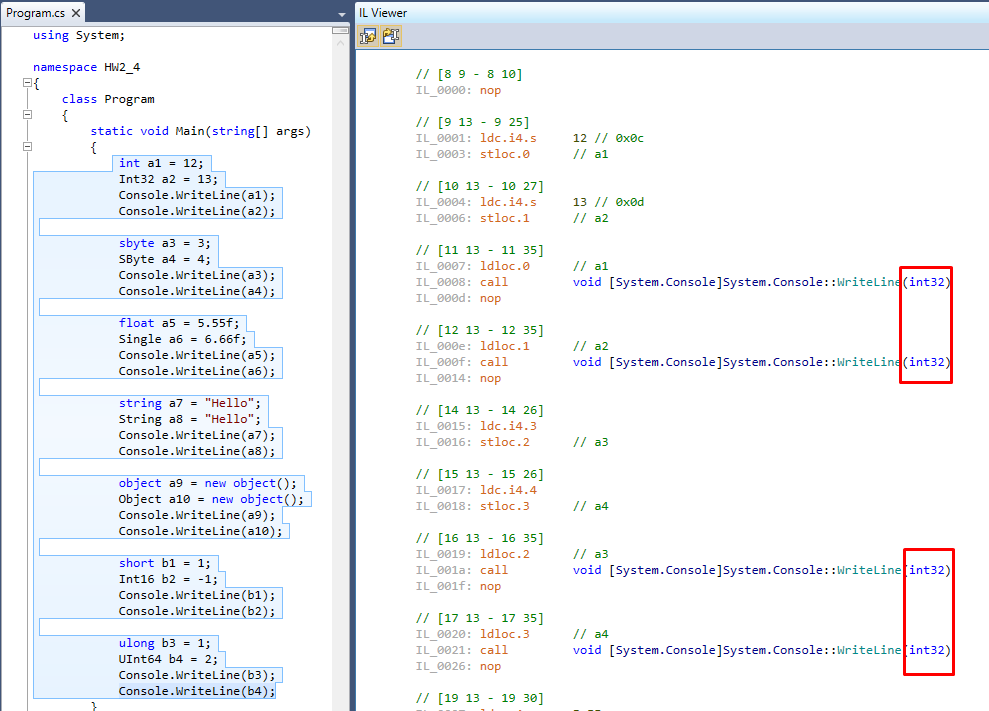 Program.cs
using System;
namespace HW2_4
{
class Program
{
static void Main(string[] args)
{
int a1 = 12;
Int32 a2 = 13;
Console.WriteLine(a1);
Console.WriteLine(a2);
sbyte a3 = 3;
SByte a4 = 4;
Console.WriteLine(a3);
Console.WriteLine(a4);
float a5 = 5.55f;
Single a6 = 6.66f;
Console.WriteLine(a5);
Console.WriteLine(a6);
string a7 = "Hello";
String a8 = "Hello";
Console.WriteLine(a7);
Console.WriteLine(a8);
object a9 = new object();
Object a10 = new object();
Console.WriteLine(a9);
Console.WriteLine(a10);
short b1 = 1;
Int16 b2 = -1;
Console.WriteLine(b1);
Console.WriteLine(b2);
ulong b3 = 1;
UInt64 b4 = 2;
Console.WriteLine(b3);
Console.WriteLine(b4);
}
IL Viewer
// [8 9 - 8 10]
IL_0000: nop
// [9 13 - 9 25]
IL_0001: ldc.i4.s 12 // 0x0c
IL_0003: stloc.0 // a1
// [10 13 - 10 27]
IL_0004: ldc.i4.s 13 // 0x0d
IL_0006: stloc.1 // a2
// [11 13 - 11 35]
IL_0007: ldloc.0 // a1
IL_0008: call void [System.Console]System.Console::WriteLine(int32)
IL_000d: nop
// [12 13 - 12 35]
IL_000e: ldloc.1 // a2
IL_000f: call void [System.Console]System.Console::WriteLine(int32)
IL_0014: nop
// [14 13 - 14 26]
IL_0015: ldc.i4.3
IL_0016: stloc.2 // a3
// [15 13 - 15 26]
IL_0017: ldc.i4.4
IL_0018: stloc.3 // a4
// [16 13 - 16 35]
IL_0019: ldloc.2 // a3
IL_001a: call void [System.Console]System.Console::WriteLine(int32)
IL_001f: nop
// [17 13 - 17 35]
IL_0020: ldloc.3 // a4
IL_0021: call void [System.Console]System.Console::WriteLine(int32)
IL_0026: nop
// [19 13 - 19 30]